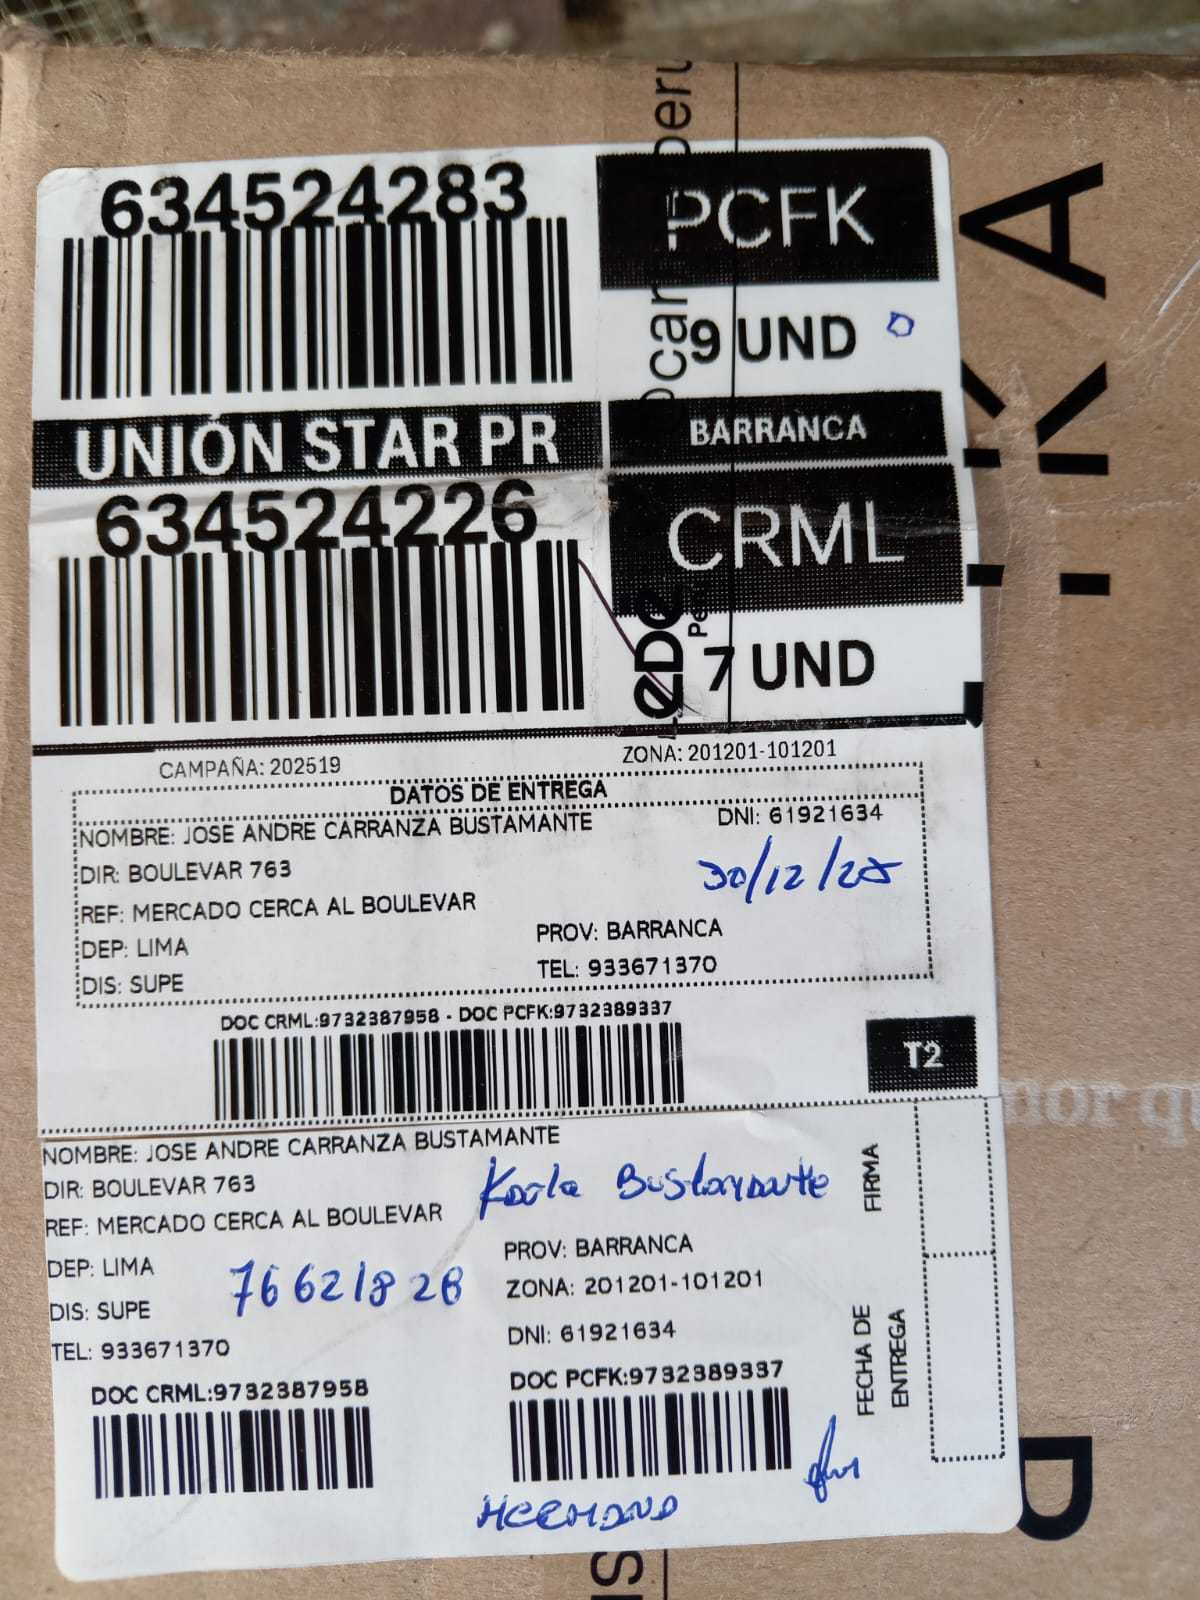 634524283
PCFK
9 UND
UNIÓN STAR PR
BARRANCA
634524226
CRML
7 UND
CAMPAÑA: 202519
ZONA: 201201-101201
DATOS DE ENTREGA
NOMBRE: JOSE ANDRE CARRANZA BUSTAMANTE
DNI: 61921634
DIR: BOULEVAR 763
30/12/25
REF: MERCADO CERCA AL BOULEVAR
DEP: LIMA
PROV: BARRANCA
DIS: SUPE
TEL: 933671370
DOC CRML:9732387958 - DOC PCFK:9732389337
T2
NOMBRE: JOSE ANDRE CARRANZA BUSTAMANTE
DIR: BOULEVAR 763
Karla Bustamante
FIRMA
REF: MERCADO CERCA AL BOULEVAR
DEP: LIMA
PROV: BARRANCA
76621828
ZONA: 201201-101201
DIS: SUPE
DNI: 61921634
TEL: 933671370
FECHA DE
ENTREGA
DOC CRML:9732387958
DOC PCFK:9732389337
HERMANA